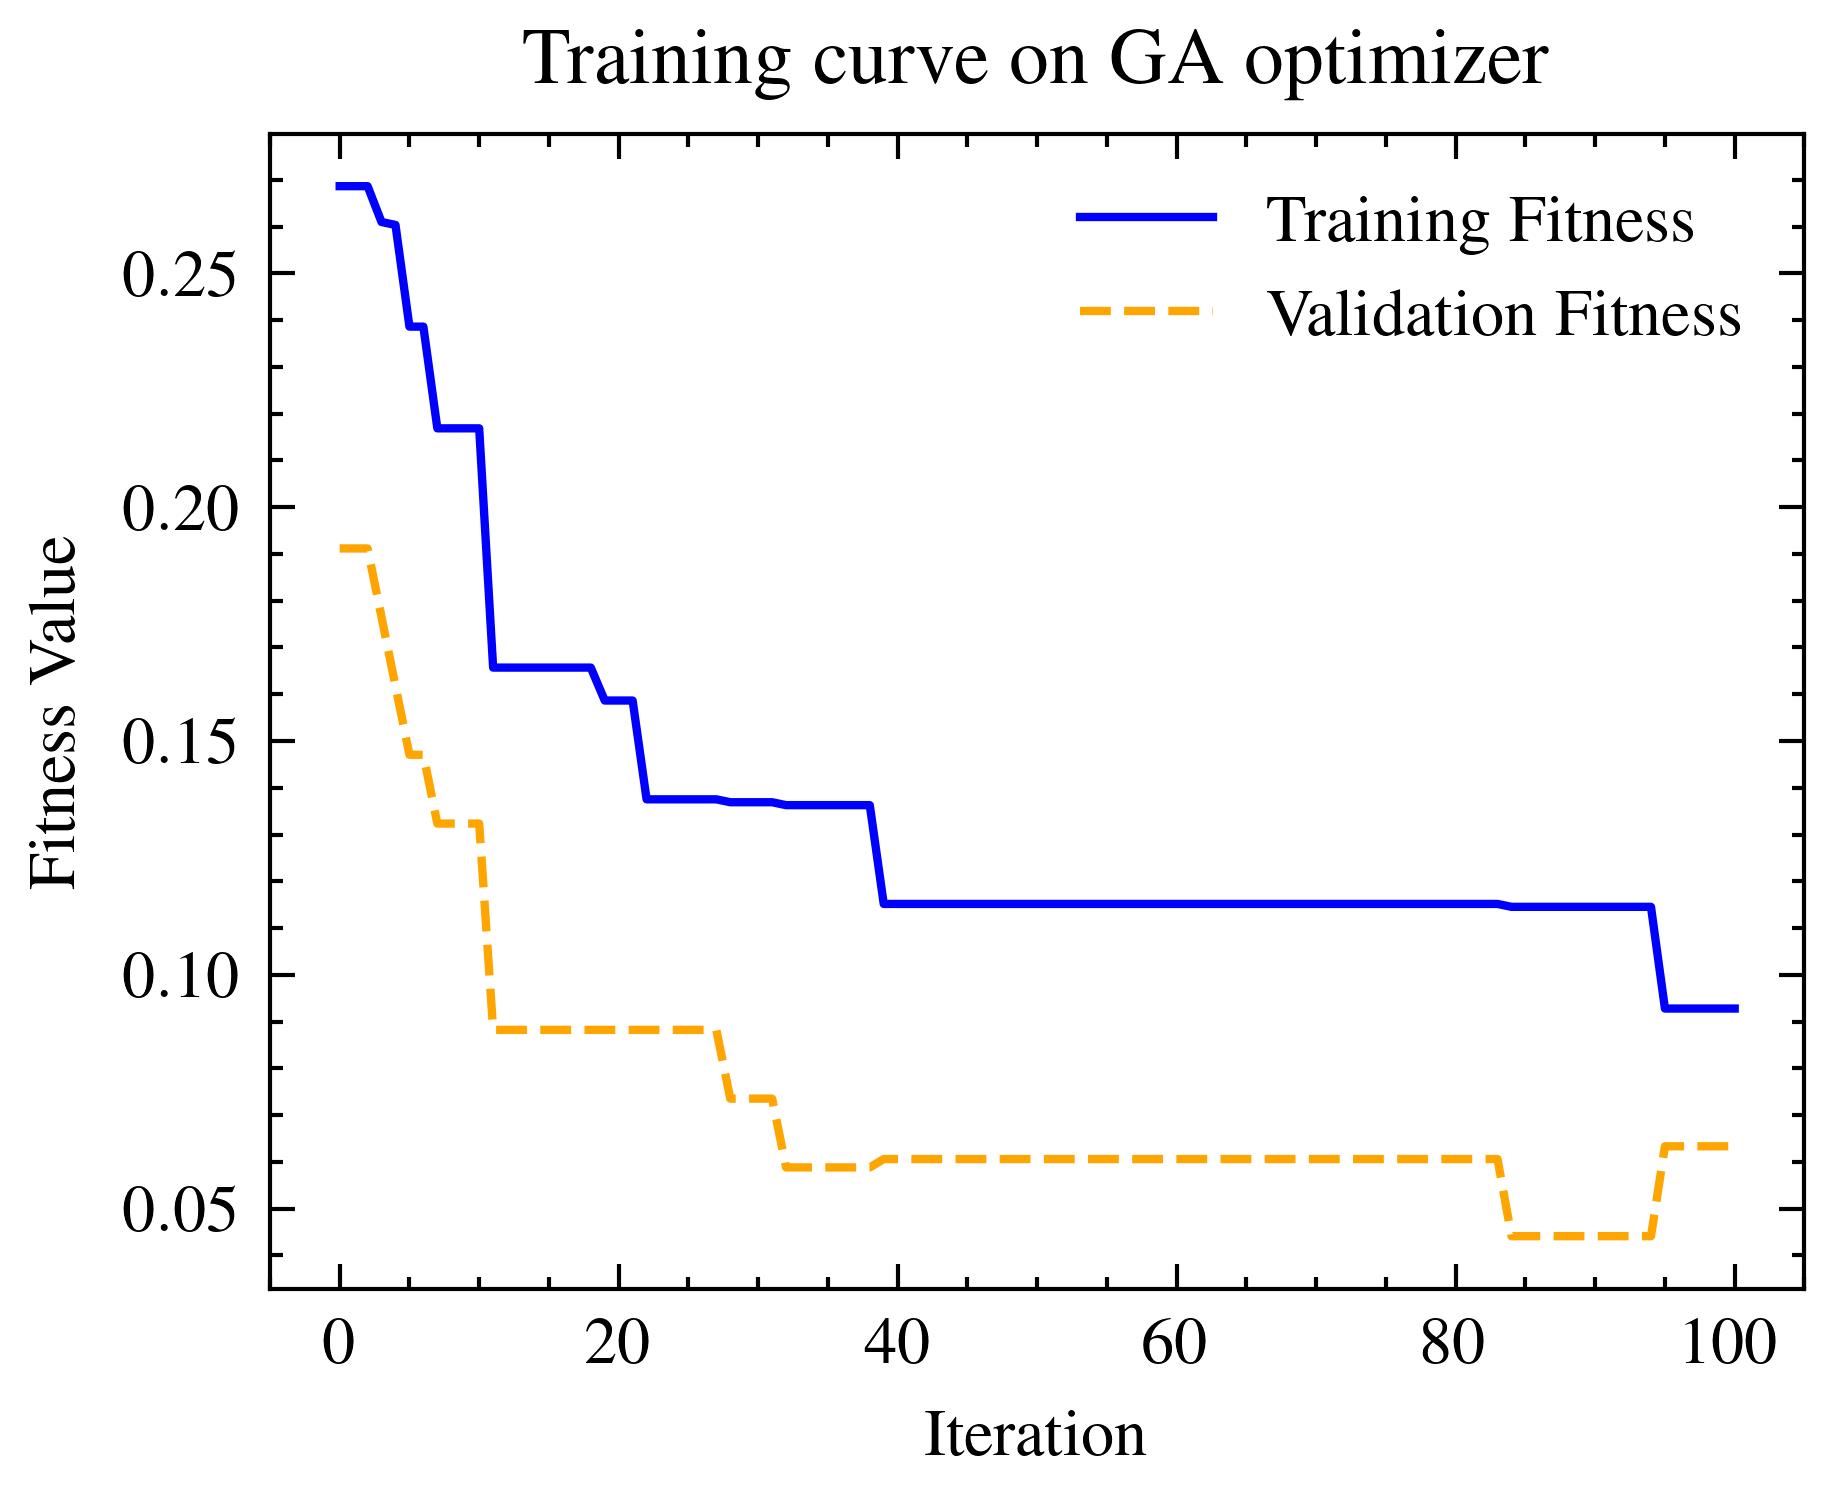 Training curve on GA optimizer
Training Fitness
Validation Fitness
Fitness Value
0.25
0.20
0.15
0.10
0.05
0 20 40 60 80 100
Iteration